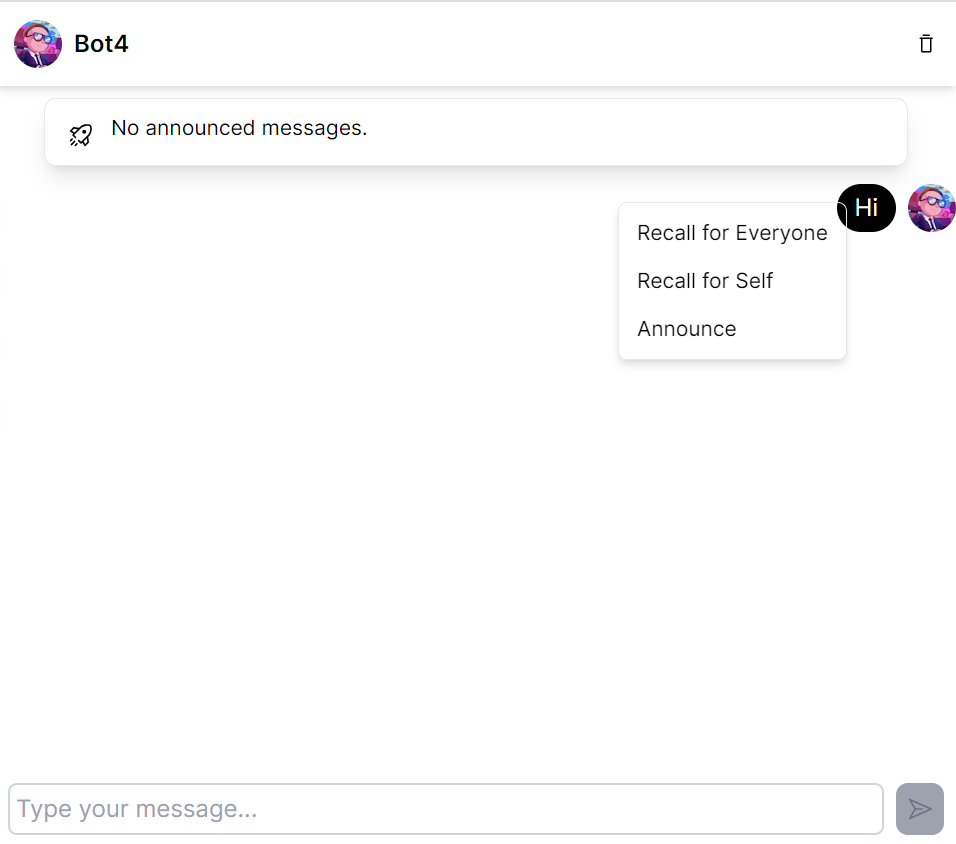 Bot4
No announced messages.
Hi
Recall for Everyone
Recall for Self
Announce
Type your message...